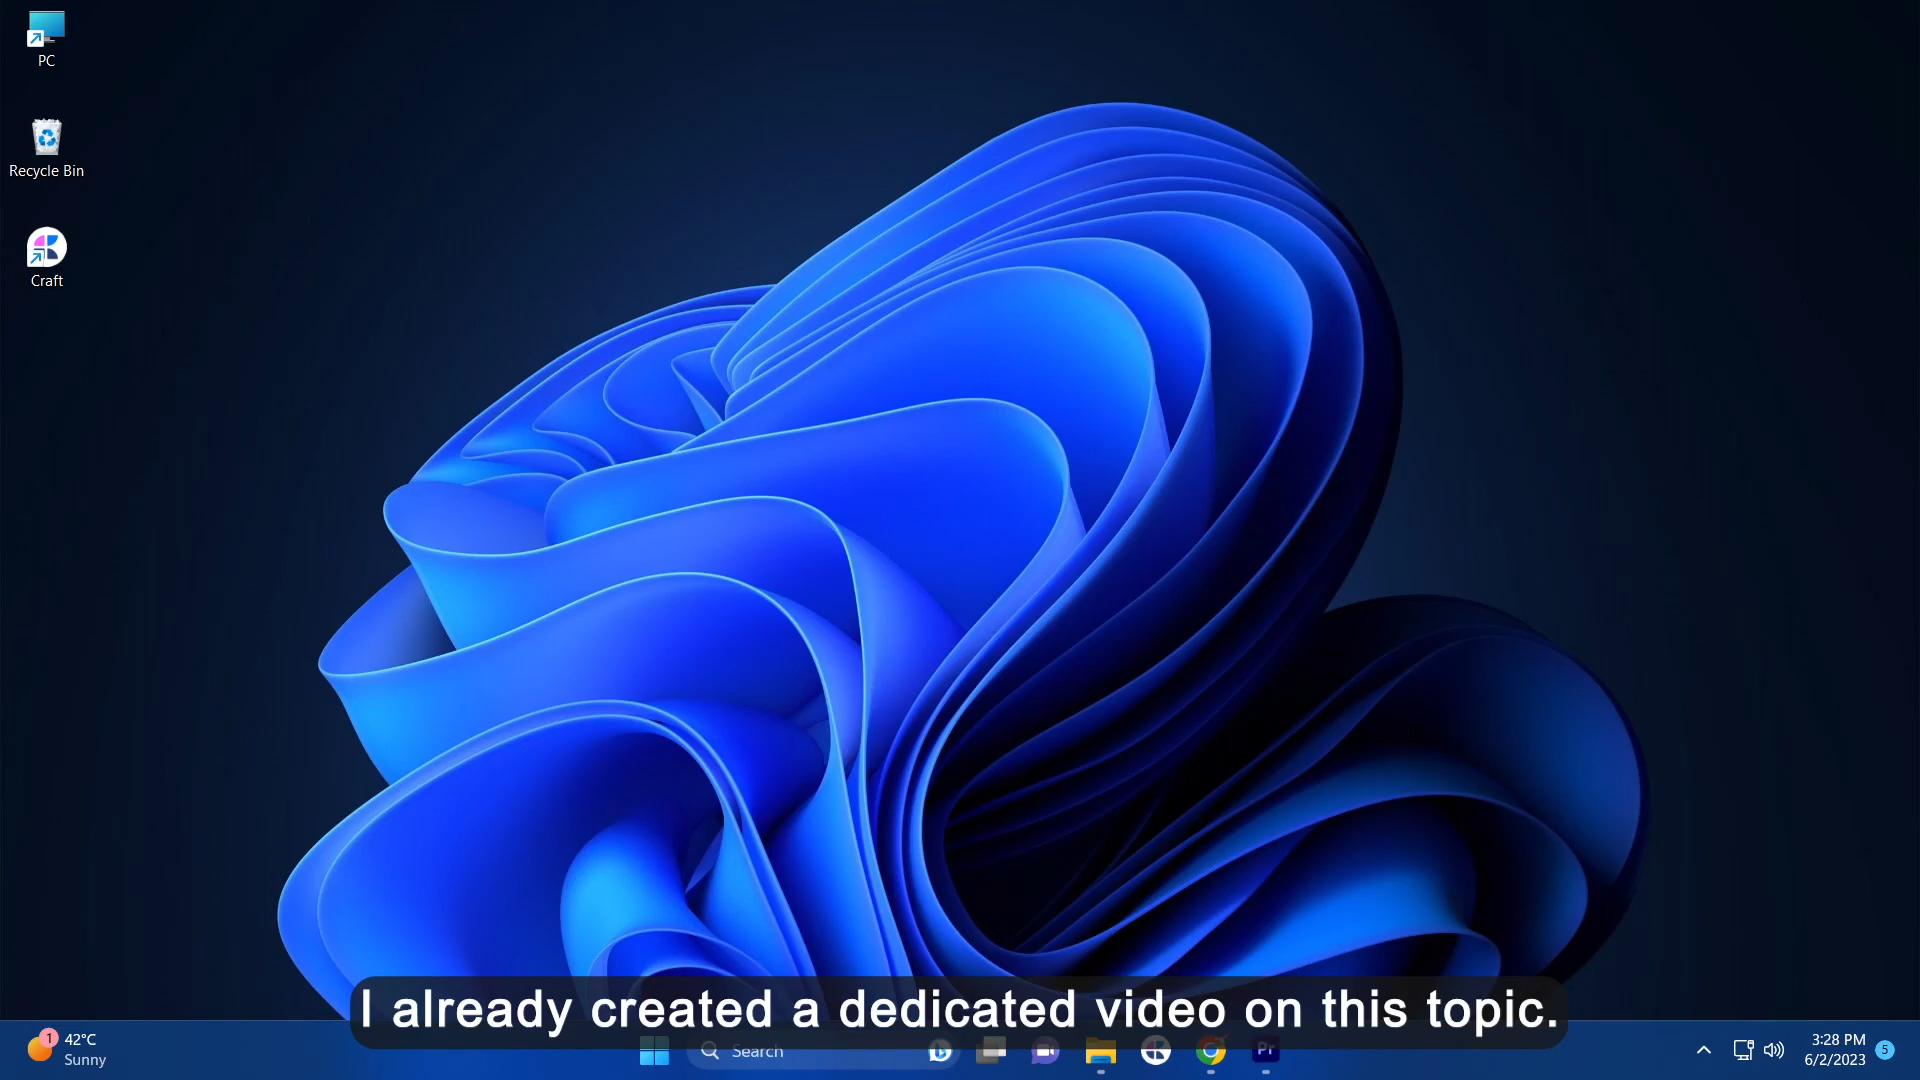 PC
Recycle Bin
Craft
I already created a dedicated video on this topic.
1
42°C
Sunny
Search
Pr
3:28 PM
6/2/2023
5